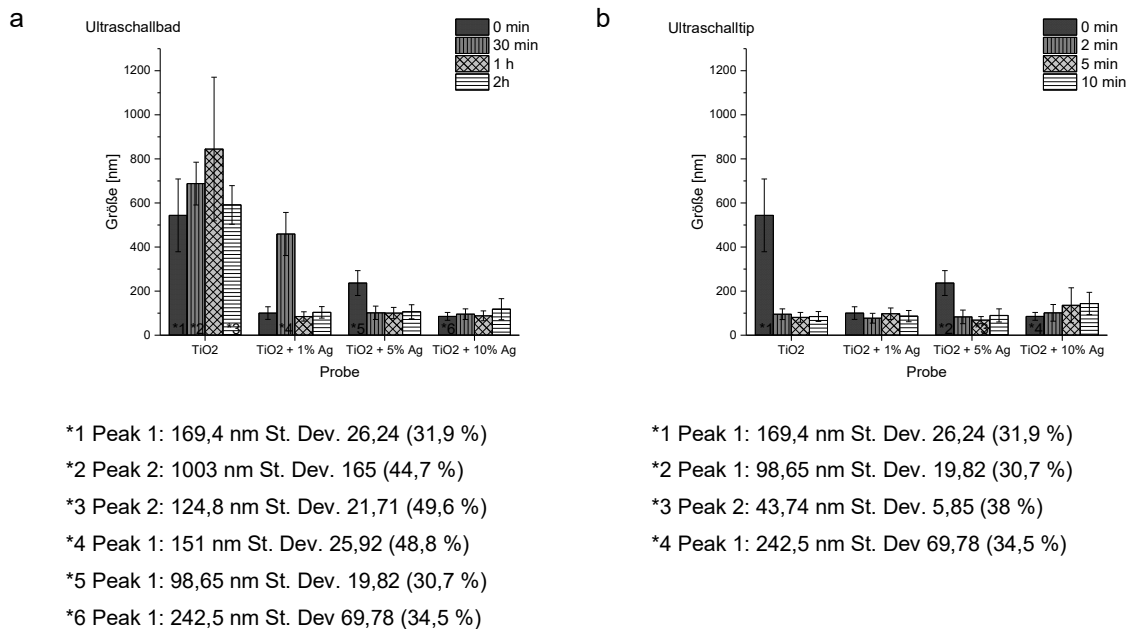 a
Ultraschallbad
0 min
30 min
1 h
2h
1200
1000
800
600
400
200
0
Größe [nm]
*1
*2
*3
*4
*5
*6
TiO2
TiO2 + 1% Ag
TiO2 + 5% Ag
TiO2 + 10% Ag
Probe
*1 Peak 1: 169,4 nm St. Dev. 26,24 (31,9 %)
*2 Peak 2: 1003 nm St. Dev. 165 (44,7 %)
*3 Peak 2: 124,8 nm St. Dev. 21,71 (49,6 %)
*4 Peak 1: 151 nm St. Dev. 25,92 (48,8 %)
*5 Peak 1: 98,65 nm St. Dev. 19,82 (30,7 %)
*6 Peak 1: 242,5 nm St. Dev 69,78 (34,5 %)
b
Ultraschalltip
0 min
2 min
5 min
10 min
1200
1000
800
600
400
200
0
Größe [nm]
*1
*2
*3
*4
TiO2
TiO2 + 1% Ag
TiO2 + 5% Ag
TiO2 + 10% Ag
Probe
*1 Peak 1: 169,4 nm St. Dev. 26,24 (31,9 %)
*2 Peak 1: 98,65 nm St. Dev. 19,82 (30,7 %)
*3 Peak 2: 43,74 nm St. Dev. 5,85 (38 %)
*4 Peak 1: 242,5 nm St. Dev 69,78 (34,5 %)